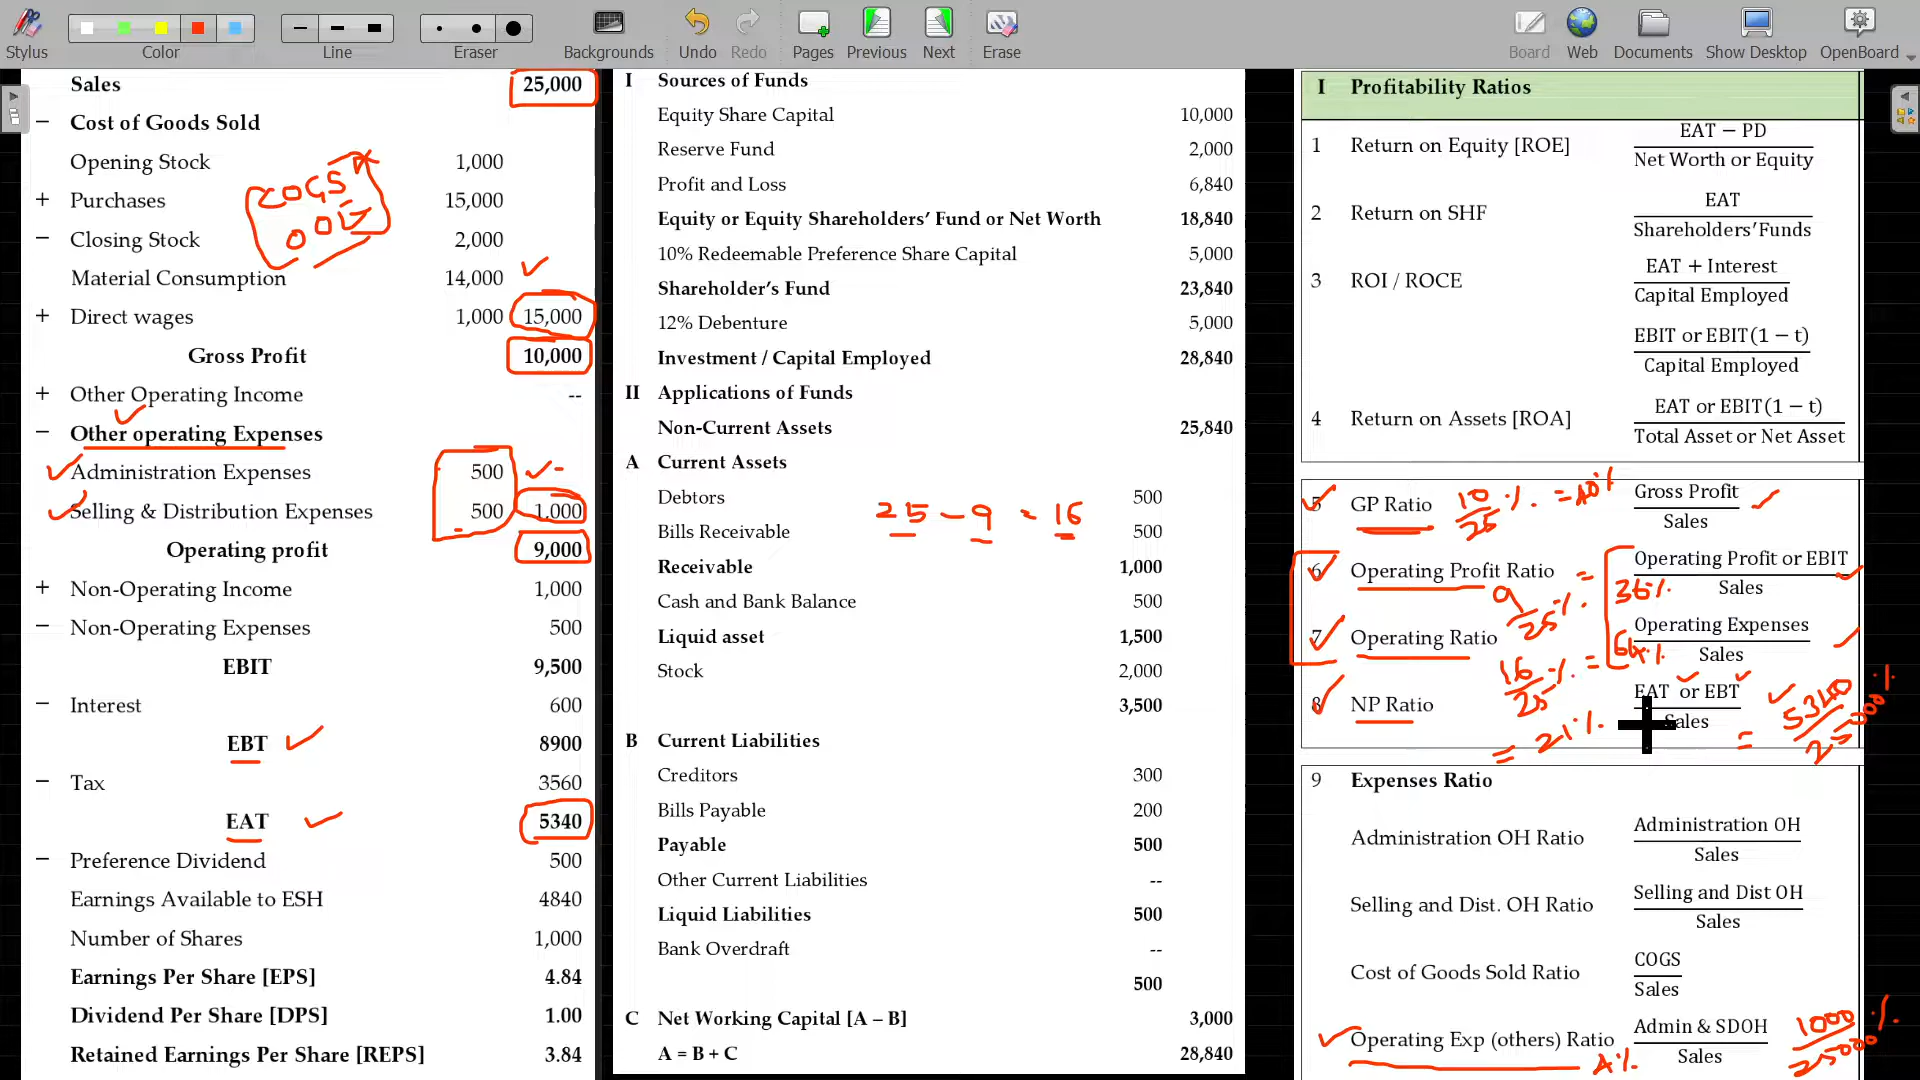 Stylus
Color
Line
Eraser
Backgrounds
Undo
Redo
Pages
Previous
Next
Erase
Board
Web
Documents
Show Desktop
OpenBoard
Sales 25,000
– Cost of Goods Sold
Opening Stock 1,000
+ Purchases 15,000
– Closing Stock 2,000
COGS
Material Consumption 14,000
+ Direct wages 1,000 15,000
Gross Profit 10,000
+ Other Operating Income --
– Other operating Expenses
Administration Expenses 500
Selling & Distribution Expenses 500 1,000
Operating profit 9,000
+ Non-Operating Income 1,000
– Non-Operating Expenses 500
EBIT 9,500
– Interest 600
EBT 8900
– Tax 3560
EAT 5340
– Preference Dividend 500
Earnings Available to ESH 4840
Number of Shares 1,000
Earnings Per Share [EPS] 4.84
Dividend Per Share [DPS] 1.00
Retained Earnings Per Share [REPS] 3.84
I Sources of Funds
Equity Share Capital 10,000
Reserve Fund 2,000
Profit and Loss 6,840
Equity or Equity Shareholders’ Fund or Net Worth 18,840
10% Redeemable Preference Share Capital 5,000
Shareholder’s Fund 23,840
12% Debenture 5,000
Investment / Capital Employed 28,840
II Applications of Funds
Non-Current Assets 25,840
A Current Assets
Debtors 500
25 – 9 = 16
Bills Receivable 500
Receivable 1,000
Cash and Bank Balance 500
Liquid asset 1,500
Stock 2,000
3,500
B Current Liabilities
Creditors 300
Bills Payable 200
Payable 500
Other Current Liabilities --
Liquid Liabilities 500
Bank Overdraft --
500
C Net Working Capital [A – B] 3,000
A = B + C 28,840
I Profitability Ratios
1 Return on Equity [ROE] EAT − PD
Net Worth or Equity
2 Return on SHF EAT
Shareholders’Funds
3 ROI / ROCE EAT + Interest
Capital Employed
EBIT or EBIT(1 − t)
Capital Employed
4 Return on Assets [ROA] EAT or EBIT(1 − t)
Total Asset or Net Asset
5 GP Ratio 10/25 % = 40% Gross Profit
Sales
6 Operating Profit Ratio = Operating Profit or EBIT
9/25 % = 36% Sales
7 Operating Ratio Operating Expenses
16/25 % = 64% Sales
8 NP Ratio EAT or EBT
Sales = 5340/25000 %
= 21%
9 Expenses Ratio
Administration OH Ratio Administration OH
Sales
Selling and Dist. OH Ratio Selling and Dist OH
Sales
Cost of Goods Sold Ratio COGS
Sales
Operating Exp (others) Ratio Admin & SDOH
Sales 1000/25000 %
4%